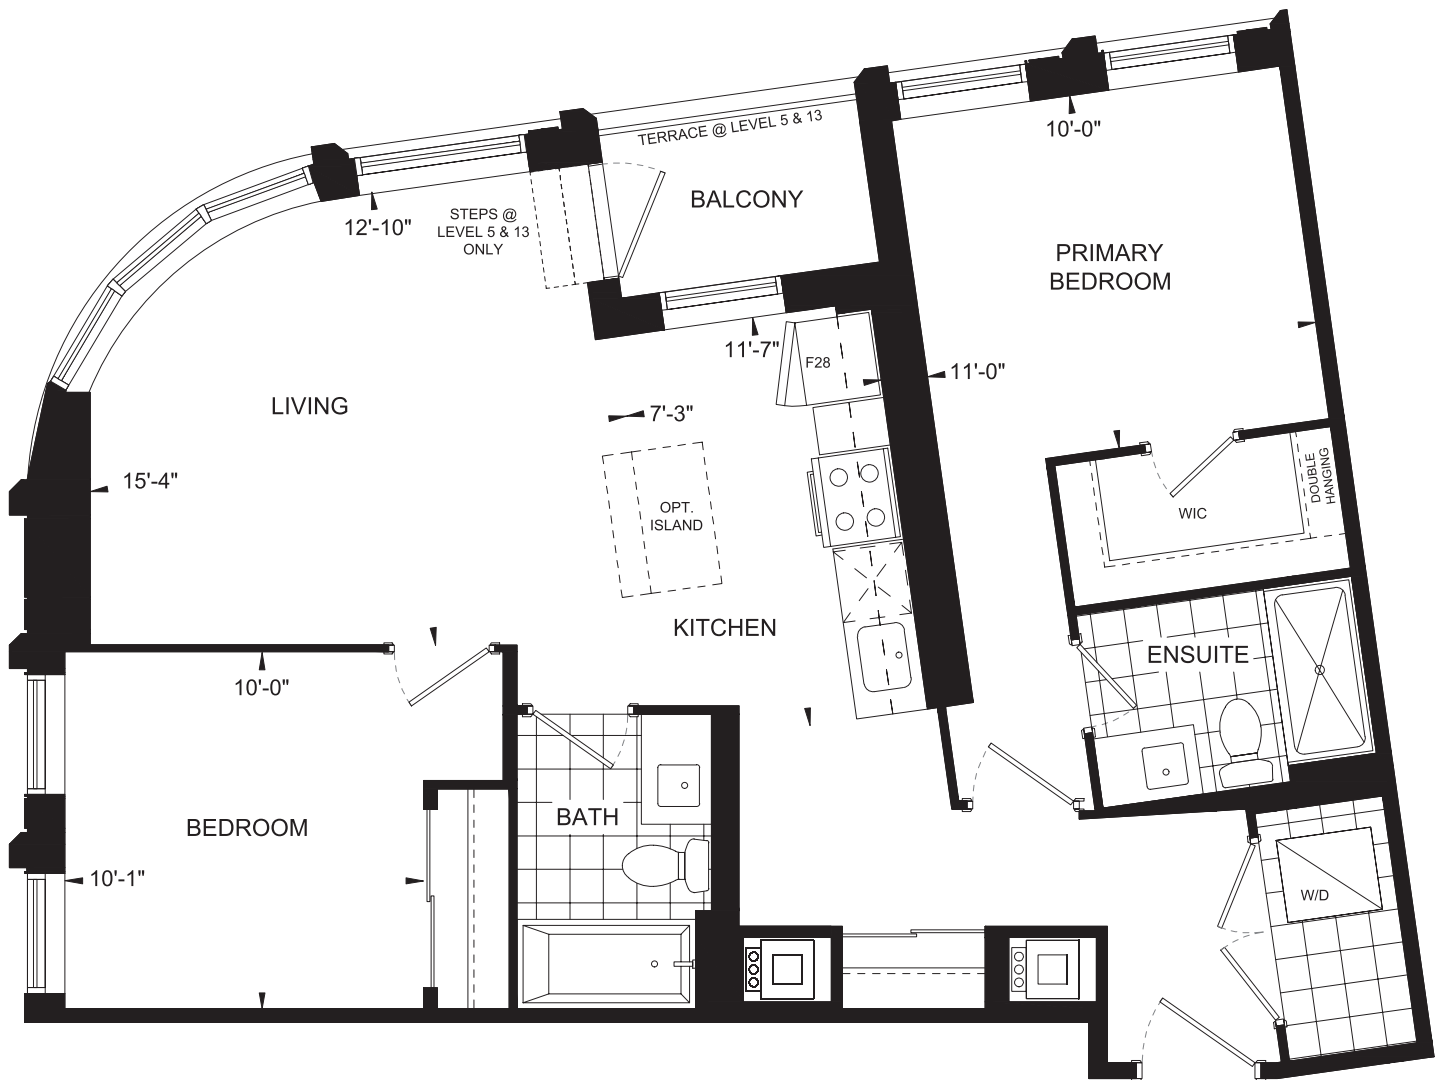 TERRACE @ LEVEL 5 & 13
10'-0"
BALCONY
12'-10"
STEPS @
LEVEL 5 & 13
ONLY
PRIMARY
BEDROOM
11'-7"
F28
11'-0"
LIVING
7'-3"
15'-4"
OPT.
ISLAND
DOUBLE
HANGING
WIC
KITCHEN
ENSUITE
10'-0"
BEDROOM
BATH
10'-1"
W/D